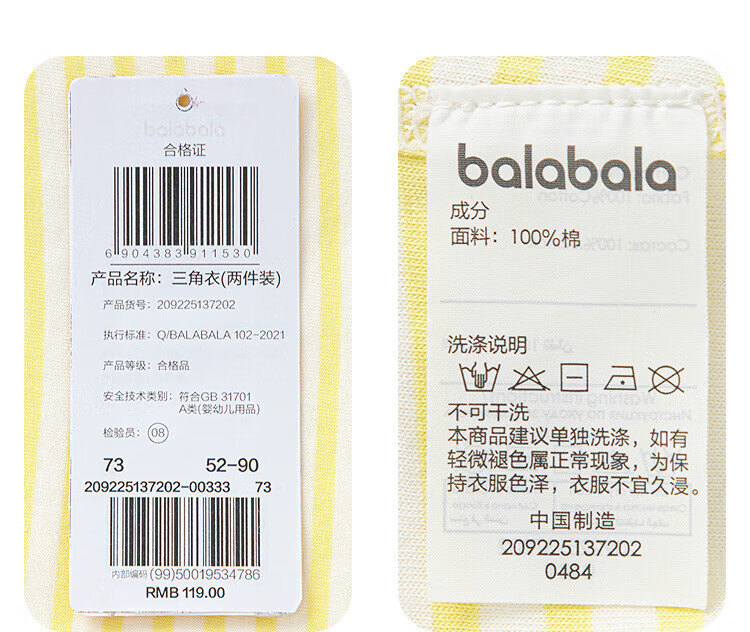 合格证
6904383911530
产品名称：三角衣(两件装)
产品货号：209225137202
执行标准：Q/BALABALA 102-2021
产品等级：合格品
安全技术类别：符合GB 31701
A类(婴幼儿用品)
检验员：08
73 52-90
209225137202-00333 73
内部编码 (99)50019534786
RMB 119.00
balabala
成分
面料：100%棉
洗涤说明
不可干洗
本商品建议单独洗涤，如有
轻微褪色属正常现象，为保
持衣服色泽，衣服不宜久浸。
中国制造
209225137202
0484